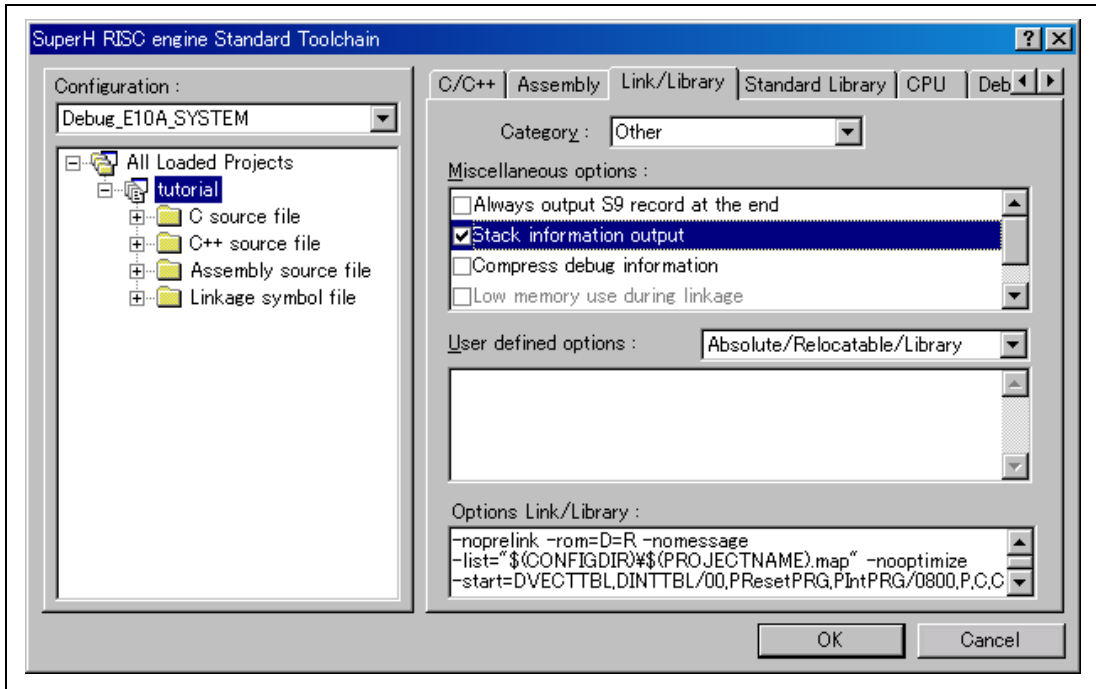 SuperH RISC engine Standard Toolchain
Configuration :
Debug_E10A_SYSTEM
All Loaded Projects
tutorial
C source file
C++ source file
Assembly source file
Linkage symbol file
C/C++ Assembly Link/Library Standard Library CPU Deb
Category : Other
Miscellaneous options :
Always output S9 record at the end
Stack information output
Compress debug information
Low memory use during linkage
User defined options : Absolute/Relocatable/Library
Options Link/Library :
-noprelink -rom=D=R -nomessage
-list="$(CONFIGDIR)¥$(PROJECTNAME).map" -nooptimize
-start=DVECTTBL,DINTTBL/00,PResetPRG,PIntPRG/0800,P,C,C
OK Cancel